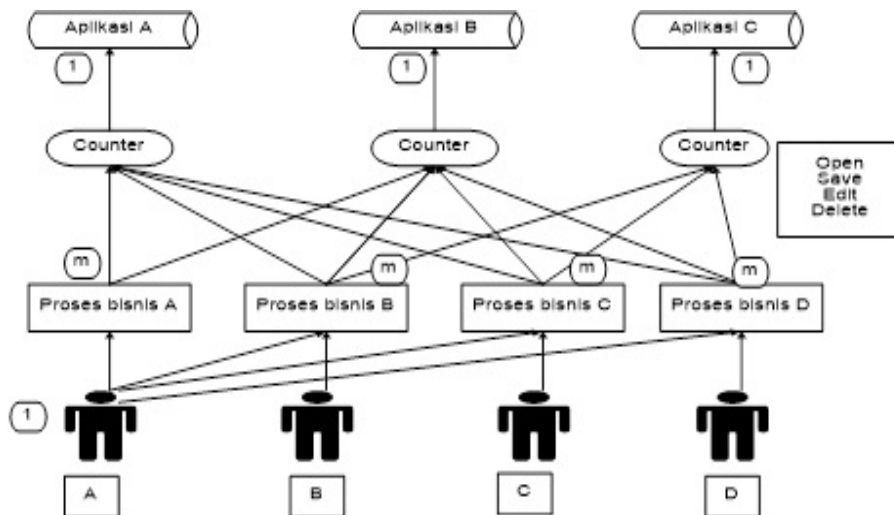 Aplikasi A
Aplikasi B
Aplikasi C
1
1
1
Counter
Counter
Counter
Open
Save
Edit
Delete
m
m
m
m
Proses bisnis A
Proses bisnis B
Proses bisnis C
Proses bisnis D
1
A
B
C
D